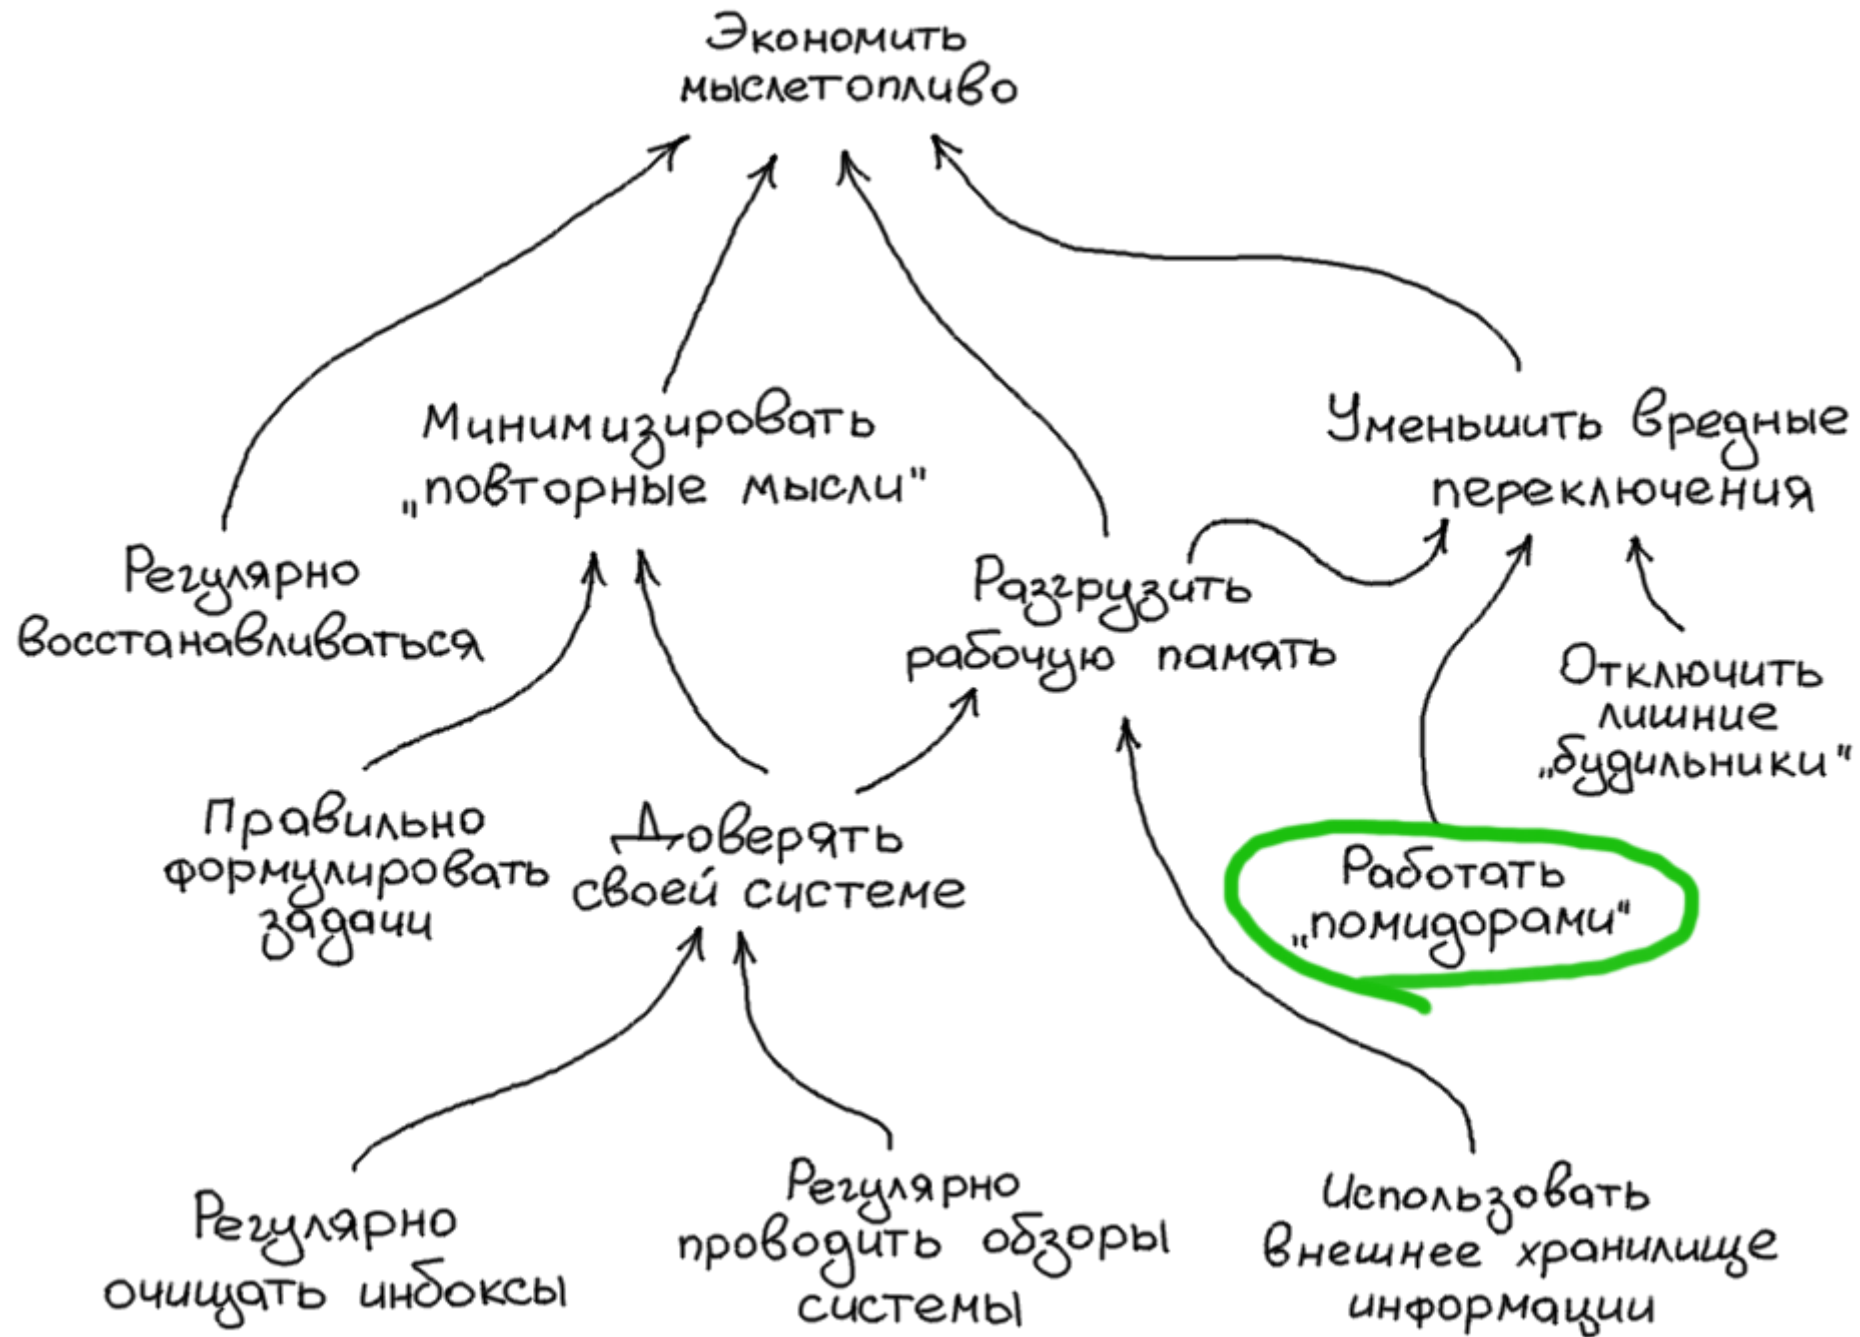 Экономить
мыслетопливо
Минимизировать
„повторные мысли"
Уменьшить вредные
переключения
Регулярно
восстанавливаться
Разгрузить
рабочую память
Отключить
лишние
„будильники"
Правильно
формулировать
задачи
Доверять
своей системе
Работать
„помидорами"
Регулярно
очищать инбоксы
Регулярно
проводить обзоры
системы
Использовать
внешнее хранилище
информации